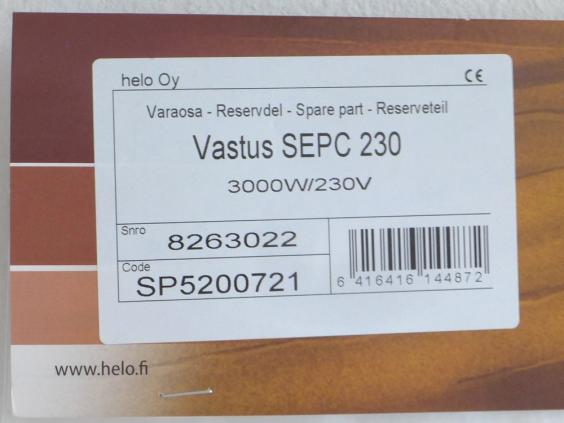 helo Oy
CE
Varaosa - Reservdel - Spare part - Reserveteil
Vastus SEPC 230
3000W/230V
Snro
8263022
Code
SP5200721
6 416416 144872
www.helo.fi